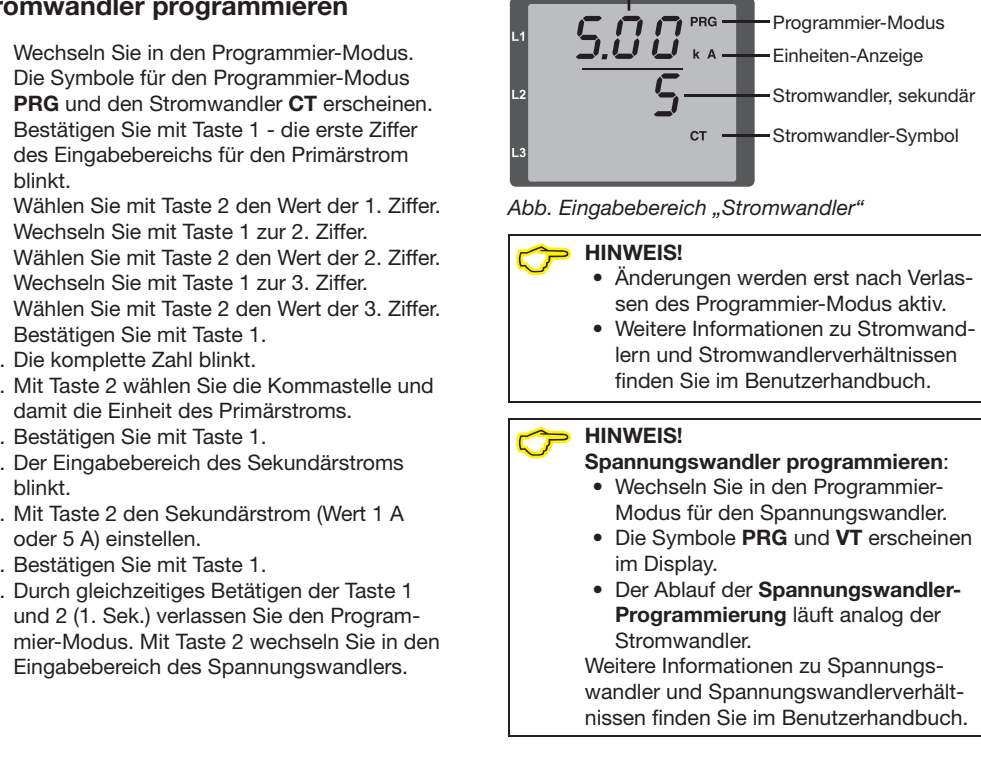 omwandler programmieren
Wechseln Sie in den Programmier-Modus.
Die Symbole für den Programmier-Modus
PRG und den Stromwandler CT erscheinen.
Bestätigen Sie mit Taste 1 - die erste Ziffer
des Eingabebereichs für den Primärstrom
blinkt.
Wählen Sie mit Taste 2 den Wert der 1. Ziffer.
Wechseln Sie mit Taste 1 zur 2. Ziffer.
Wählen Sie mit Taste 2 den Wert der 2. Ziffer.
Wechseln Sie mit Taste 1 zur 3. Ziffer.
Wählen Sie mit Taste 2 den Wert der 3. Ziffer.
Bestätigen Sie mit Taste 1.
. Die komplette Zahl blinkt.
. Mit Taste 2 wählen Sie die Kommastelle und
damit die Einheit des Primärstroms.
. Bestätigen Sie mit Taste 1.
. Der Eingabebereich des Sekundärstroms
blinkt.
. Mit Taste 2 den Sekundärstrom (Wert 1 A
oder 5 A) einstellen.
. Bestätigen Sie mit Taste 1.
. Durch gleichzeitiges Betätigen der Taste 1
und 2 (1. Sek.) verlassen Sie den Program-
mier-Modus. Mit Taste 2 wechseln Sie in den
Eingabebereich des Spannungswandlers.
L1 5.00 PRG Programmier-Modus
k A Einheiten-Anzeige
L2 5 Stromwandler, sekundär
CT Stromwandler-Symbol
L3
Abb. Eingabebereich „Stromwandler“
HINWEIS!
• Änderungen werden erst nach Verlas-
sen des Programmier-Modus aktiv.
• Weitere Informationen zu Stromwand-
lern und Stromwandlerverhältnissen
finden Sie im Benutzerhandbuch.
HINWEIS!
Spannungswandler programmieren:
• Wechseln Sie in den Programmier-
Modus für den Spannungswandler.
• Die Symbole PRG und VT erscheinen
im Display.
• Der Ablauf der Spannungswandler-
Programmierung läuft analog der
Stromwandler.
Weitere Informationen zu Spannungs-
wandler und Spannungswandlerverhält-
nissen finden Sie im Benutzerhandbuch.